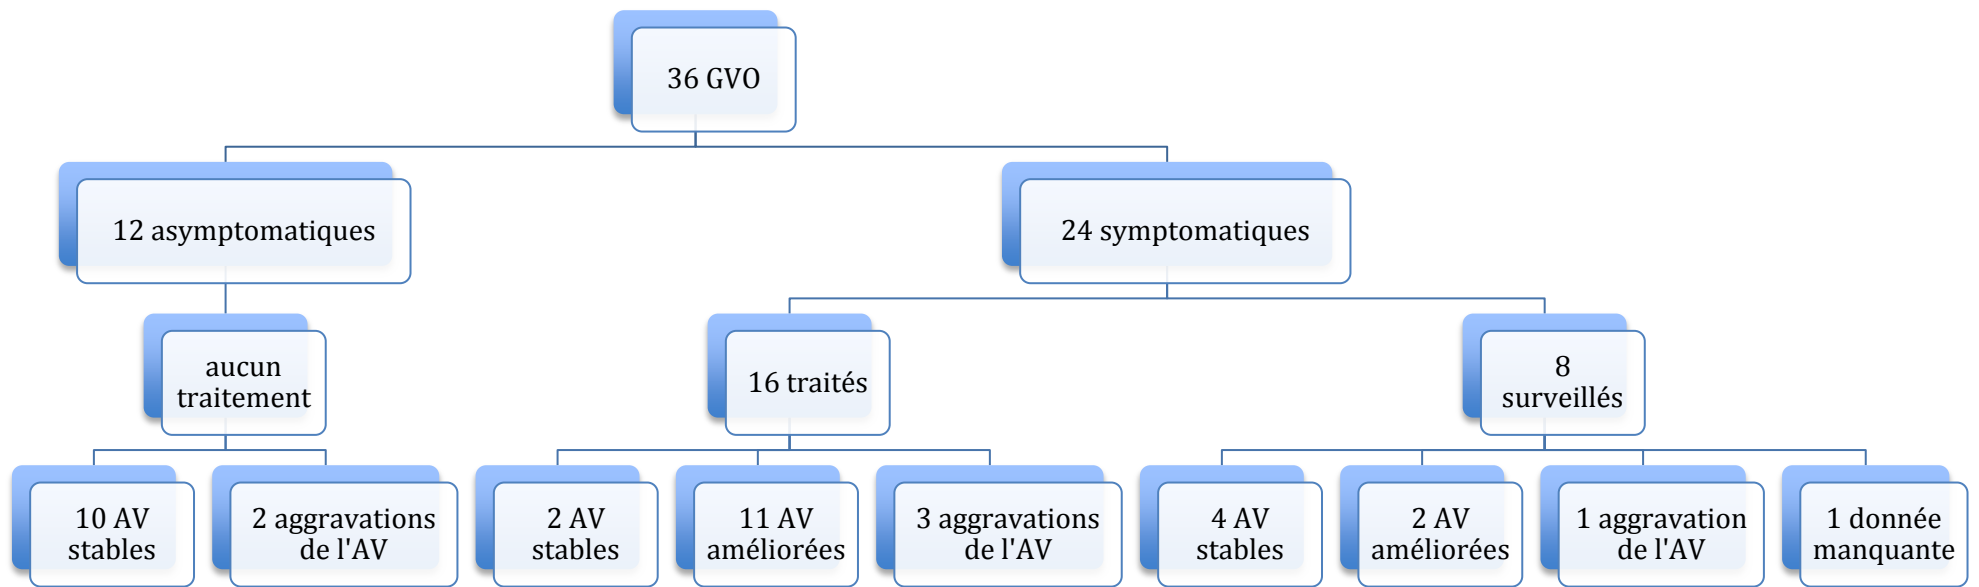 36 GVO
12 asymptomatiques
24 symptomatiques
aucun
traitement
16 traités
8
surveillés
10 AV
stables
2 aggravations
de l'AV
2 AV
stables
11 AV
améliorées
3 aggravations
de l'AV
4 AV
stables
2 AV
améliorées
1 aggravation
de l'AV
1 donnée
manquante